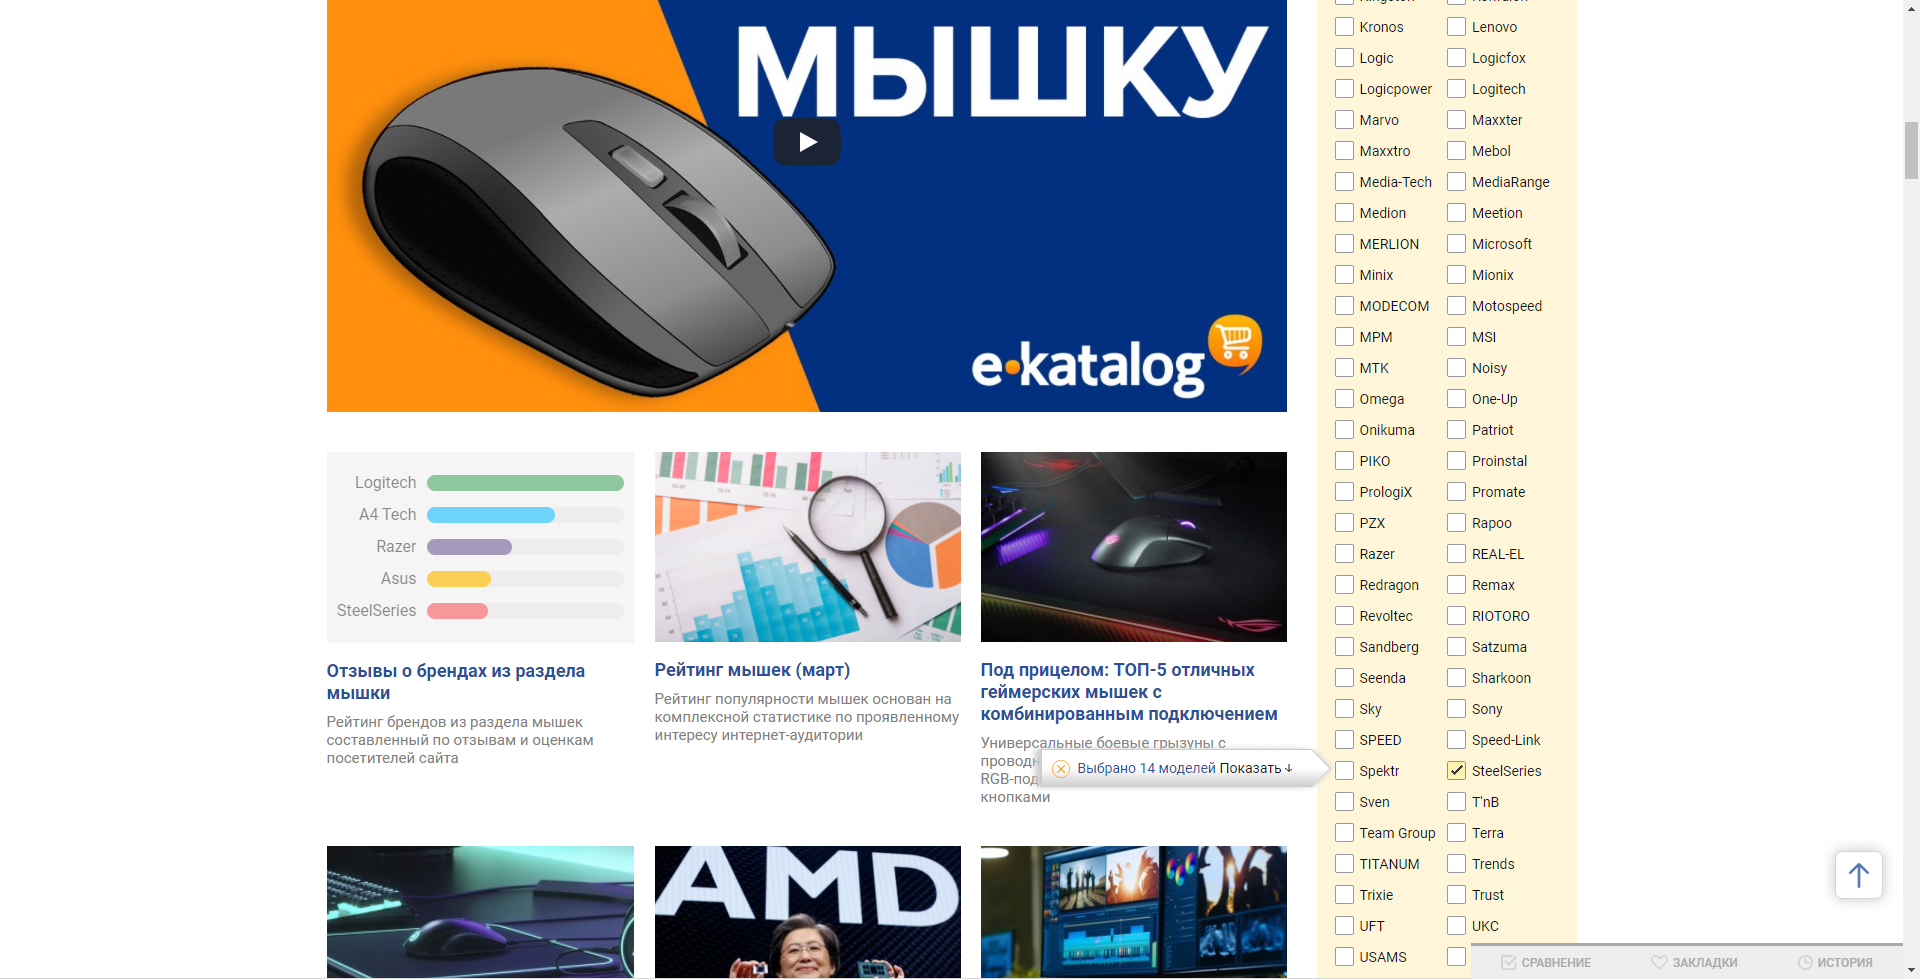 МЫШКУ
e·katalog
Logitech
A4 Tech
Razer
Asus
SteelSeries
Отзывы о брендах из раздела
мышки
Рейтинг брендов из раздела мышек
составленный по отзывам и оценкам
посетителей сайта
Рейтинг мышек (март)
Рейтинг популярности мышек основан на
комплексной статистике по проявленному
интересу интернет-аудитории
Под прицелом: ТОП-5 отличных
геймерских мышек с
комбинированным подключением
Универсальные боевые грызуны с
RGB-под
кнопками
Выбрано 14 моделей Показать ↓
AMD
Kronos Lenovo
Logic Logicfox
Logicpower Logitech
Marvo Maxxter
Maxxtro Mebol
Media-Tech MediaRange
Medion Meetion
MERLION Microsoft
Minix Mionix
MODECOM Motospeed
MPM MSI
MTK Noisy
Omega One-Up
Onikuma Patriot
PIKO Proinstal
PrologiX Promate
PZX Rapoo
Razer REAL-EL
Redragon Remax
Revoltec RIOTORO
Sandberg Satzuma
Seenda Sharkoon
Sky Sony
SPEED Speed-Link
Spektr SteelSeries
Sven T'nB
Team Group Terra
TITANUM Trends
Trixie Trust
UFT UKC
USAMS
СРАВНЕНИЕ ЗАКЛАДКИ ИСТОРИЯ